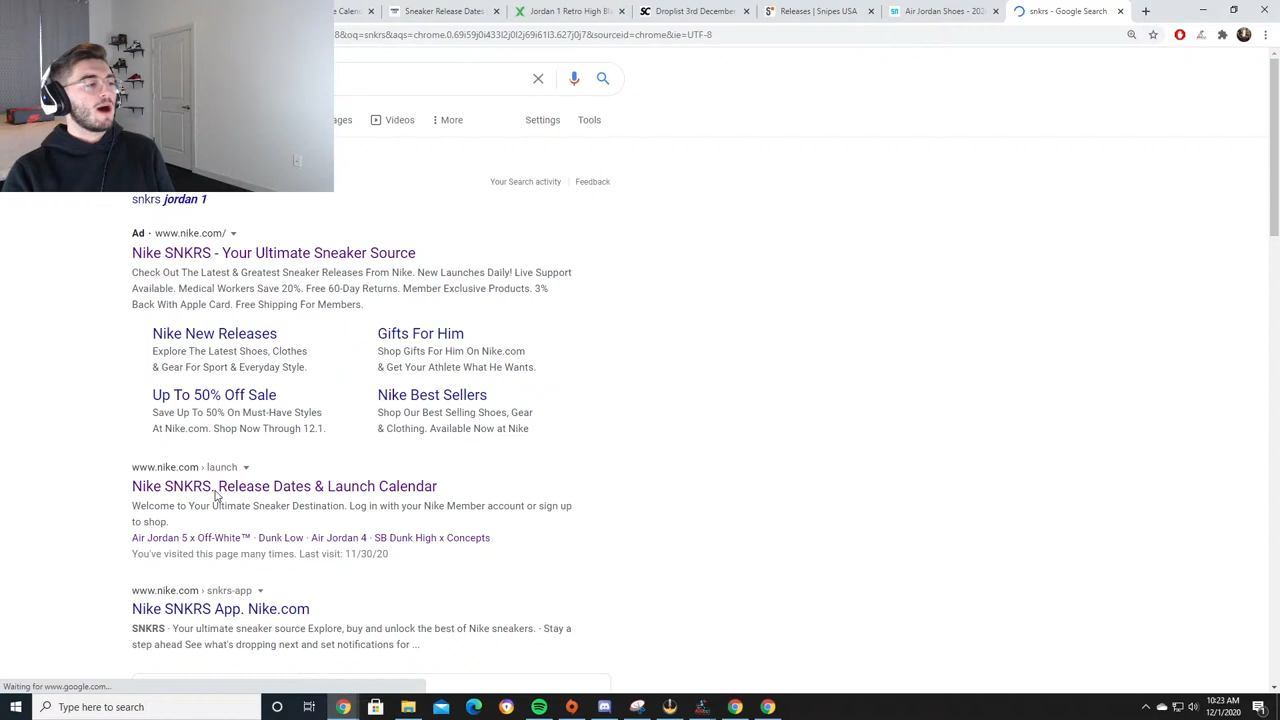 Calendar
Nike SNKRS. Release Dates
Jordan 1 Retro High
Droplist 3rd December
Releases | Snipes USA
Air Jordan Shoes - 202
snkrs - Google Search
8&oq=snkrs&aqs=chrome.0.69i59j0i433l2j0l2j69i61l3.627j0j7&sourceid=chrome&ie=UTF-8
ages
Videos
More
Settings
Tools
Your Search activity
Feedback
snkrs jordan 1
Ad · www.nike.com/
Nike SNKRS - Your Ultimate Sneaker Source
Check Out The Latest & Greatest Sneaker Releases From Nike. New Launches Daily! Live Support
Available. Medical Workers Save 20%. Free 60-Day Returns. Member Exclusive Products. 3%
Back With Apple Card. Free Shipping For Members.
Nike New Releases
Explore The Latest Shoes, Clothes
& Gear For Sport & Everyday Style.
Gifts For Him
Shop Gifts For Him On Nike.com
& Get Your Athlete What He Wants.
Up To 50% Off Sale
Save Up To 50% On Must-Have Styles
At Nike.com. Shop Now Through 12.1.
Nike Best Sellers
Shop Our Best Selling Shoes, Gear
& Clothing. Available Now at Nike
www.nike.com › launch
Nike SNKRS. Release Dates & Launch Calendar
Welcome to Your Ultimate Sneaker Destination. Log in with your Nike Member account or sign up
to shop.
Air Jordan 5 x Off-White™ · Dunk Low · Air Jordan 4 · SB Dunk High x Concepts
You've visited this page many times. Last visit: 11/30/20
www.nike.com › snkrs-app
Nike SNKRS App. Nike.com
SNKRS · Your ultimate sneaker source Explore, buy and unlock the best of Nike sneakers. · Stay a
step ahead See what's dropping next and set notifications for ...
Waiting for www.google.com...
Type here to search
10:23 AM
12/1/2020